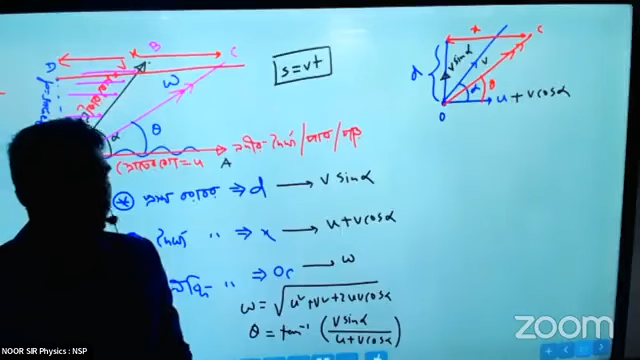 D
x
B
C
s = vt
w
α
θ
A
= u
নদীর দৈর্ঘ্য / পাড়
⊛ প্রস্থ বরাবর ⇒ d → v sinα
দৈর্ঘ্য " ⇒ x → u + v cosα
" ⇒ oc → w
w = √u² + v² + 2uv cosα
θ = tan⁻¹ (v sinα / u + v cosα)
x
C
d
v sinα
v
α
θ
u + v cosα
O
zoom
NOOR SIR Physics : NSP